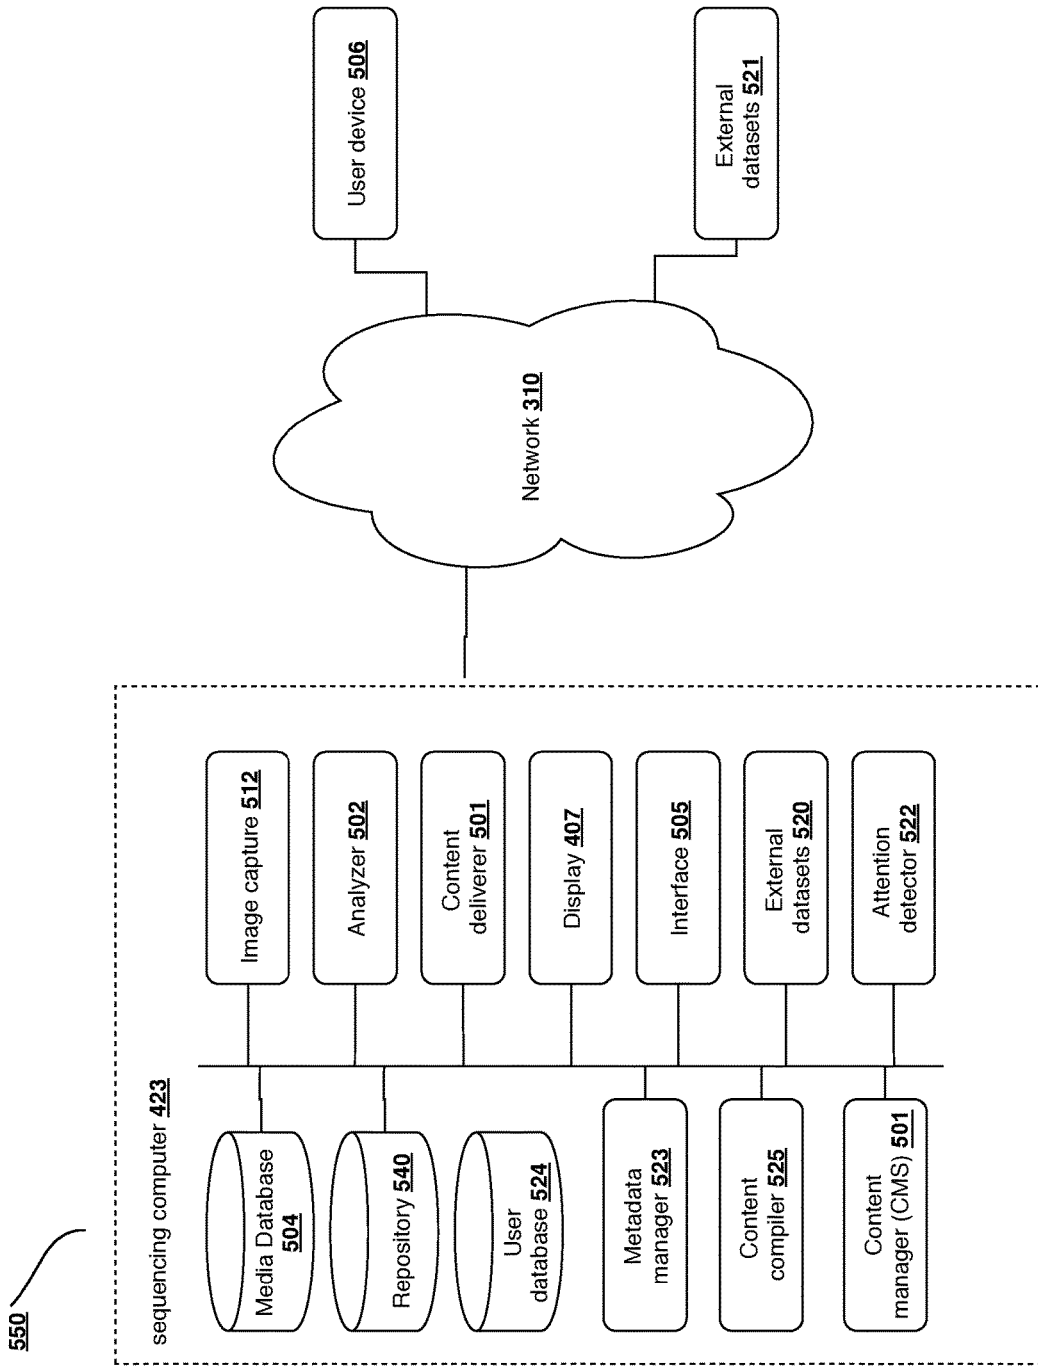 550
sequencing computer 423
Media Database
504
Repository 540
User
database 524
Metadata
manager 523
Content
compiler 525
Content
manager (CMS) 501
Image capture 512
Analyzer 502
Content
deliverer 501
Display 407
Interface 505
External
datasets 520
Attention
detector 522
Network 310
User device 506
External
datasets 521